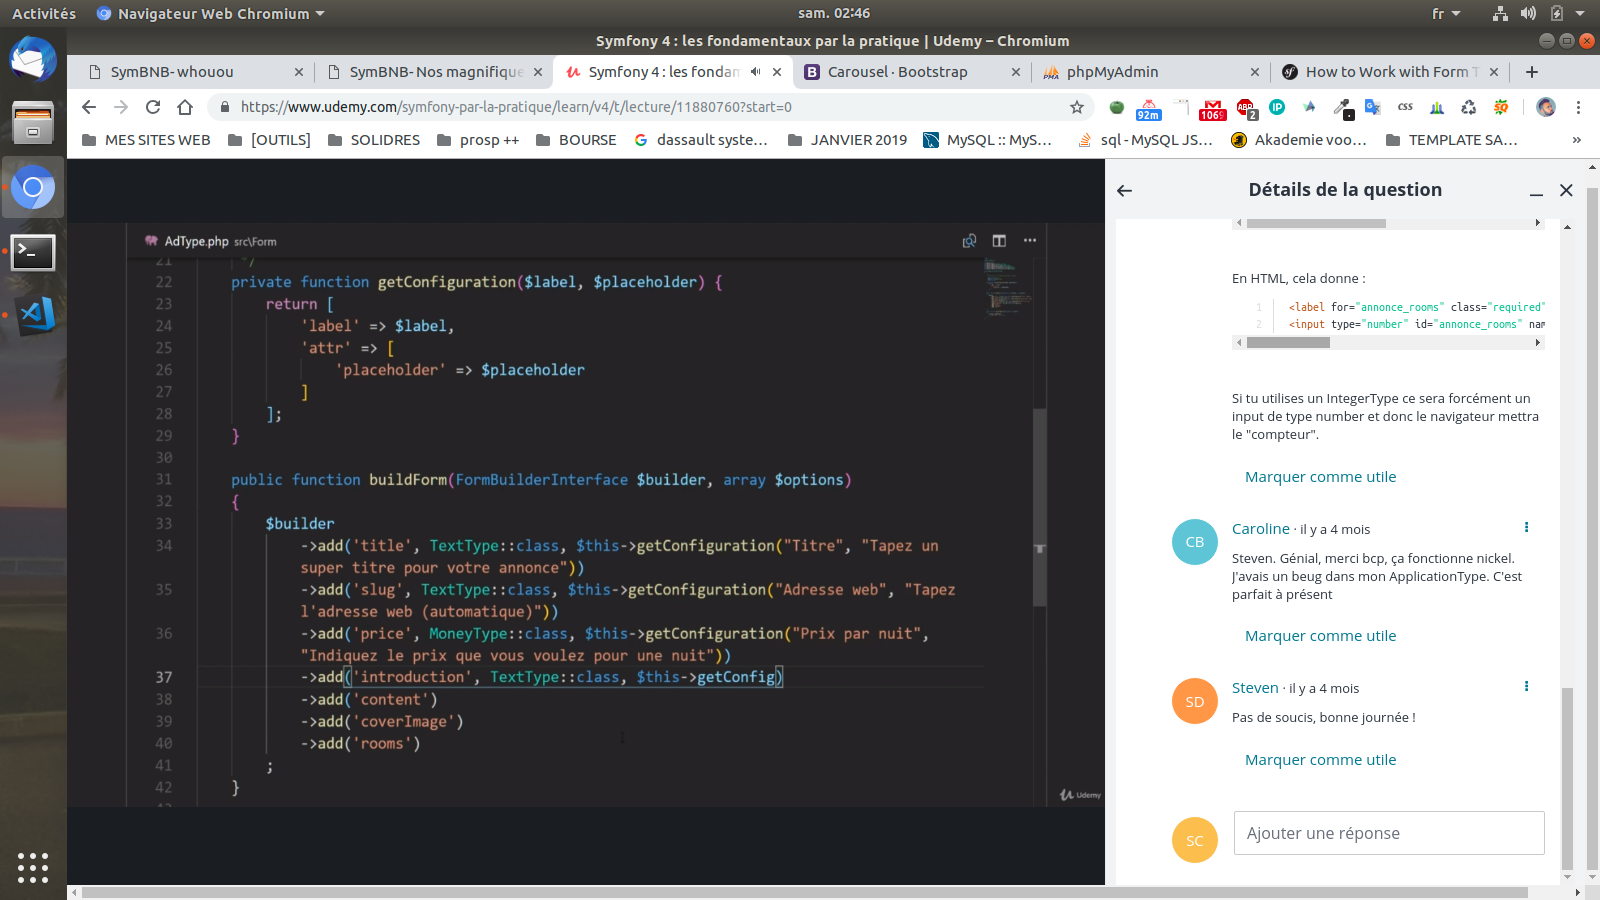 Activités
Navigateur Web Chromium
sam. 02:46
fr
Symfony 4 : les fondamentaux par la pratique | Udemy – Chromium
SymBNB- whouou
SymBNB- Nos magnifique
Symfony 4 : les fondam
Carousel · Bootstrap
phpMyAdmin
How to Work with Form T
https://www.udemy.com/symfony-par-la-pratique/learn/v4/t/lecture/11880760?start=0
92m
1069
ABP
2
css
MES SITES WEB
[OUTILS]
SOLIDRES
prosp ++
BOURSE
dassault syste…
JANVIER 2019
MySQL :: MyS…
sql - MySQL JS…
Akademie voo…
TEMPLATE SA…
»
AdType.php src\Form
21 */
22 private function getConfiguration($label, $placeholder) {
23 return [
24 'label' => $label,
25 'attr' => [
26 'placeholder' => $placeholder
27 ]
28 ];
29 }
30
31 public function buildForm(FormBuilderInterface $builder, array $options)
32 {
33 $builder
34 ->add('title', TextType::class, $this->getConfiguration("Titre", "Tapez un
super titre pour votre annonce"))
35 ->add('slug', TextType::class, $this->getConfiguration("Adresse web", "Tapez
l'adresse web (automatique)"))
36 ->add('price', MoneyType::class, $this->getConfiguration("Prix par nuit",
"Indiquez le prix que vous voulez pour une nuit"))
37 ->add('introduction', TextType::class, $this->getConfig)
38 ->add('content')
39 ->add('coverImage')
40 ->add('rooms')
41 ;
42 }
Udemy
Détails de la question
En HTML, cela donne :
1 <label for="annonce_rooms" class="required"
2 <input type="number" id="annonce_rooms" nam
Si tu utilises un IntegerType ce sera forcément un
input de type number et donc le navigateur mettra
le "compteur".
Marquer comme utile
CB
Caroline · il y a 4 mois
Steven. Génial, merci bcp, ça fonctionne nickel.
J'avais un beug dans mon ApplicationType. C'est
parfait à présent
Marquer comme utile
SD
Steven · il y a 4 mois
Pas de soucis, bonne journée !
Marquer comme utile
SC
Ajouter une réponse